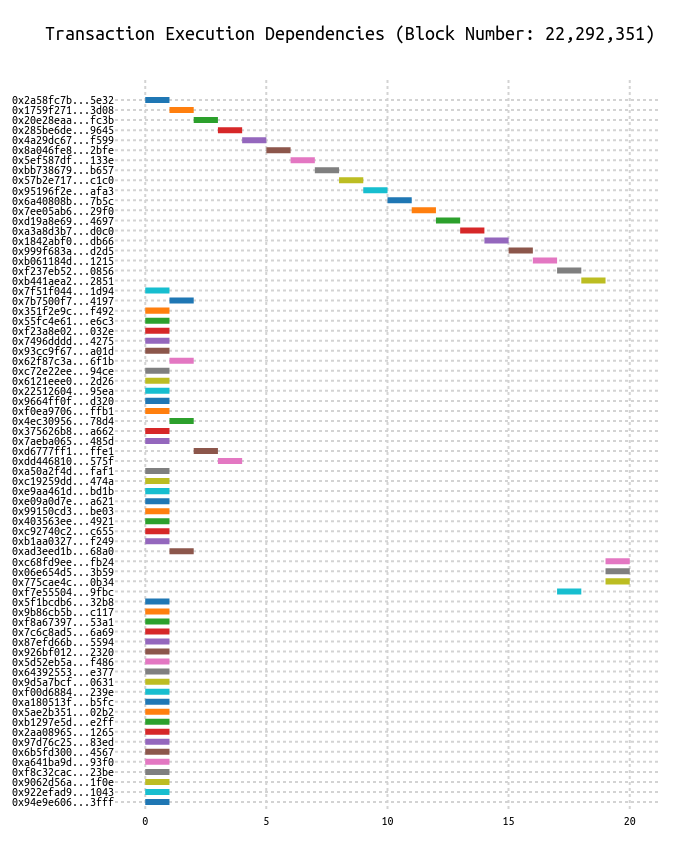 Transaction Execution Dependencies (Block Number: 22,292,351)
0x2a58fc7b...5e32
0x1759f271...3d08
0x20e28eaa...fc3b
0x285be6de...9645
0x4a29dc67...f599
0x8a046fe8...2bfe
0x5ef587df...133e
0xbb738679...b657
0x57b2e717...c1c0
0x95196f2e...afa3
0x6a40808b...7b5c
0x7ee05ab6...29f0
0xd19a8e69...4697
0xa3a8d3b7...d0c0
0x1842abf0...db66
0x999f683a...d2d5
0xb061184d...1215
0xf237eb52...0856
0xb441aea2...2851
0x7f51f044...1d94
0x7b7500f7...4197
0x351f2e9c...f492
0x55fc4e61...e6c3
0xf23a8e02...032e
0x7496dddd...4275
0x93cc9f67...a01d
0x62f87c3a...6f1b
0xc72e22ee...94ce
0x6121eee0...2d26
0x22512604...95ea
0x9664ff0f...d320
0xf0ea9706...ffb1
0x4ec30956...78d4
0x375626b8...a662
0x7aeba065...485d
0xd6777ff1...ffe1
0xdd446810...575f
0xa50a2f4d...faf1
0xc19259dd...474a
0xe9aa461d...bd1b
0xe09a0d7e...a621
0x99150cd3...be03
0x403563ee...4921
0xc92740c2...c655
0xb1aa0327...f249
0xad3eed1b...68a0
0xc68fd9ee...fb24
0x06e654d5...3b59
0x775cae4c...0b34
0xf7e55504...9fbc
0x5f1bcdb6...32b8
0x9b86cb5b...c117
0xf8a67397...53a1
0x7c6c8ad5...6a69
0x87efd66b...5594
0x926bf012...2320
0x5d52eb5a...f486
0x64392553...e377
0x9d5a7bcf...0631
0xf00d6884...239e
0xa180513f...b5fc
0x5ae2b351...02b2
0xb1297e5d...e2ff
0x2aa08965...1265
0x97d76c25...83ed
0x6b5fd300...4567
0xa641ba9d...93f0
0xf8c32cac...23be
0x9062d56a...1f0e
0x922efad9...1043
0x94e9e606...3fff
0 5 10 15 20